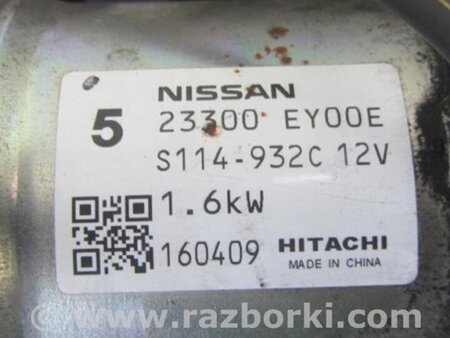 NISSAN
5 23300 EY00E
S114-932C 12V
1.6kW
160409 HITACHI
MADE IN CHINA
© www.razborki.com